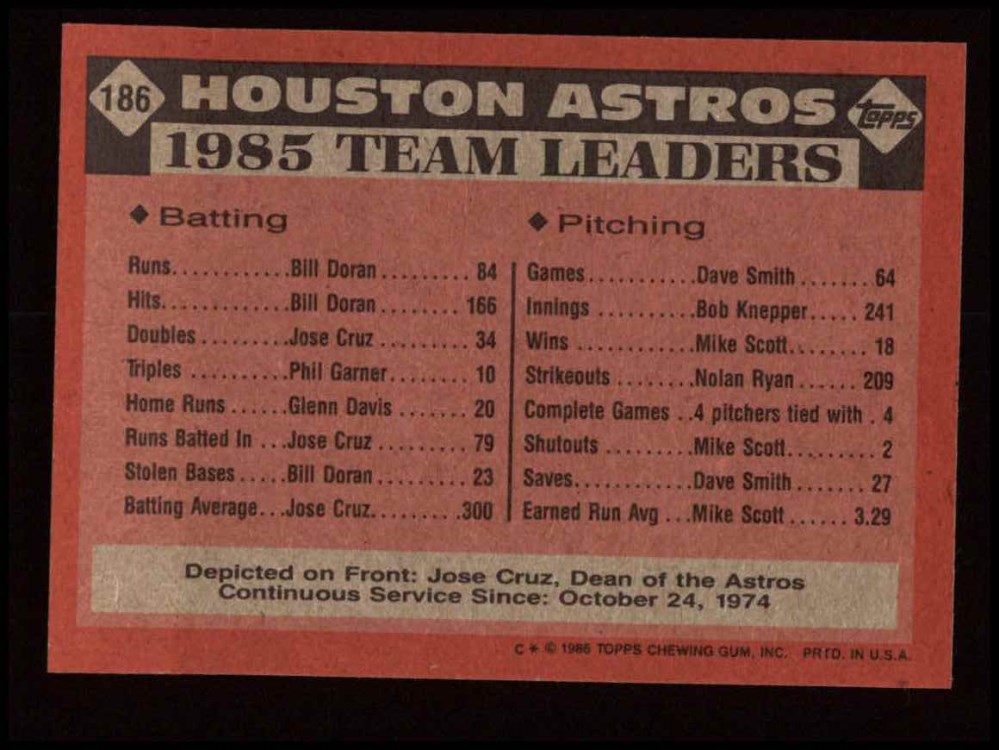 186 HOUSTON ASTROS Topps
1985 TEAM LEADERS
◆ Batting
Runs............Bill Doran......... 84
Hits.............Bill Doran........ 166
Doubles.........Jose Cruz......... 34
Triples..........Phil Garner........ 10
Home Runs......Glenn Davis....... 20
Runs Batted In...Jose Cruz......... 79
Stolen Bases.....Bill Doran......... 23
Batting Average...Jose Cruz.........300
◆ Pitching
Games...........Dave Smith....... 64
Innings..........Bob Knepper..... 241
Wins............Mike Scott........ 18
Strikeouts........Nolan Ryan...... 209
Complete Games..4 pitchers tied with. 4
Shutouts.........Mike Scott......... 2
Saves............Dave Smith....... 27
Earned Run Avg...Mike Scott...... 3.29
Depicted on Front: Jose Cruz, Dean of the Astros
Continuous Service Since: October 24, 1974
C * © 1986 TOPPS CHEWING GUM, INC. PRTD. IN U.S.A.